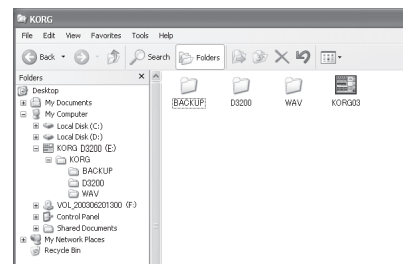 KORG
File Edit View Favorites Tools Help
Back Search Folders
Folders
Desktop
My Documents
My Computer
Local Disk (C:)
Local Disk (D:)
KORG D3200 (E:)
KORG
BACKUP
D3200
WAV
VOL_200306201300 (F:)
Control Panel
Shared Documents
My Network Places
Recycle Bin
BACKUP D3200 WAV KORG03